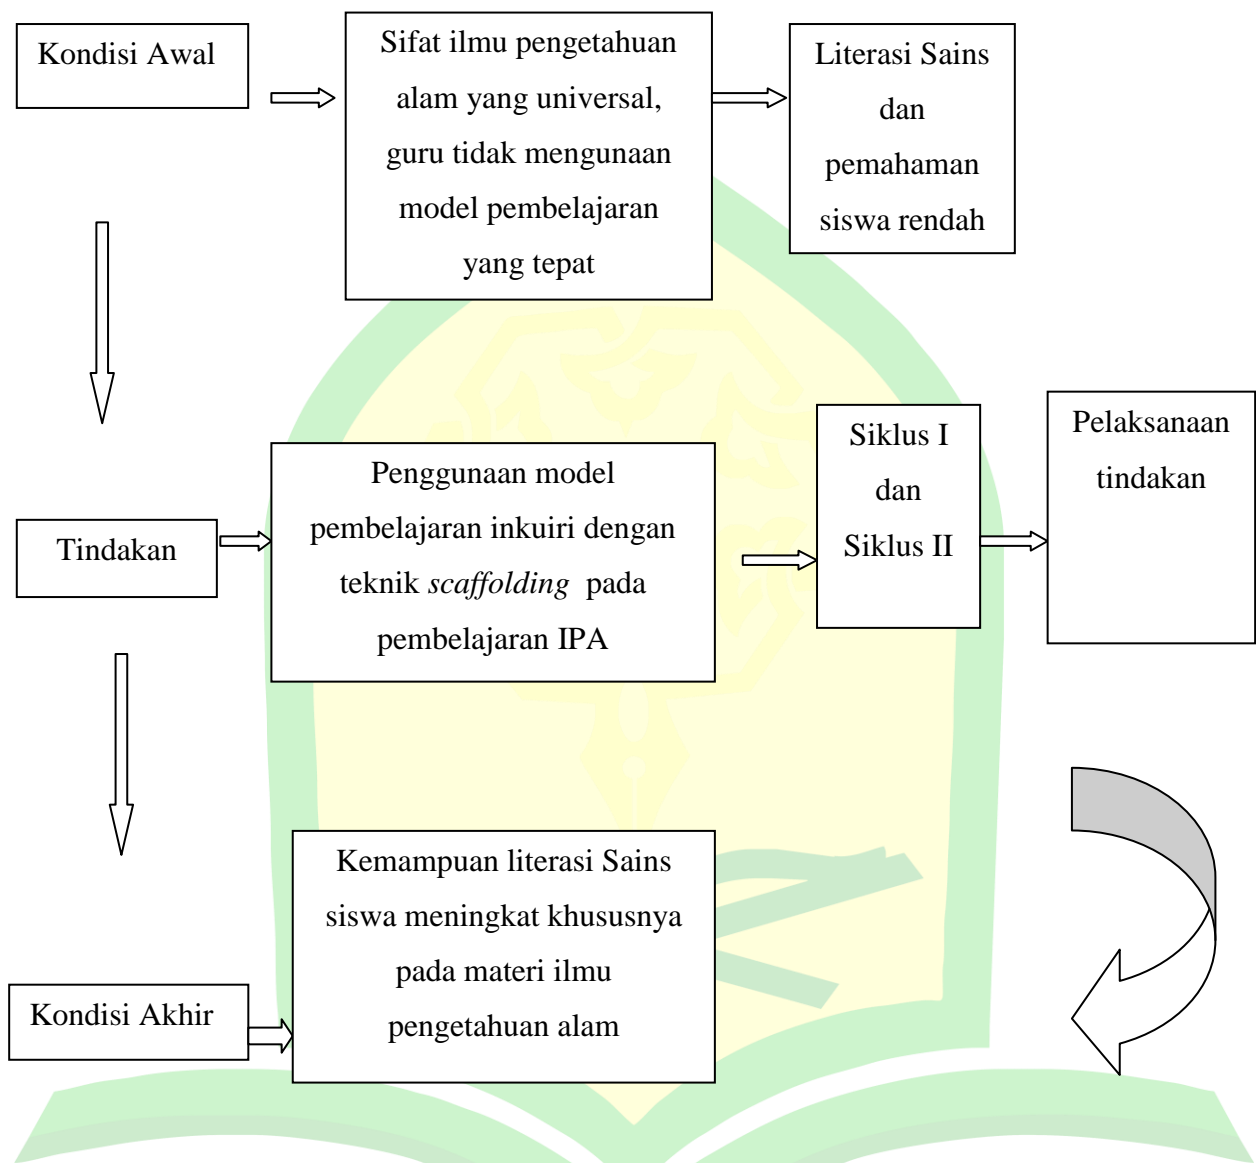 Kondisi Awal
Sifat ilmu pengetahuan
alam yang universal,
guru tidak mengunaan
model pembelajaran
yang tepat
Literasi Sains
dan
pemahaman
siswa rendah
Tindakan
Penggunaan model
pembelajaran inkuiri dengan
teknik scaffolding pada
pembelajaran IPA
Siklus I
dan
Siklus II
Pelaksanaan
tindakan
Kondisi Akhir
Kemampuan literasi Sains
siswa meningkat khususnya
pada materi ilmu
pengetahuan alam